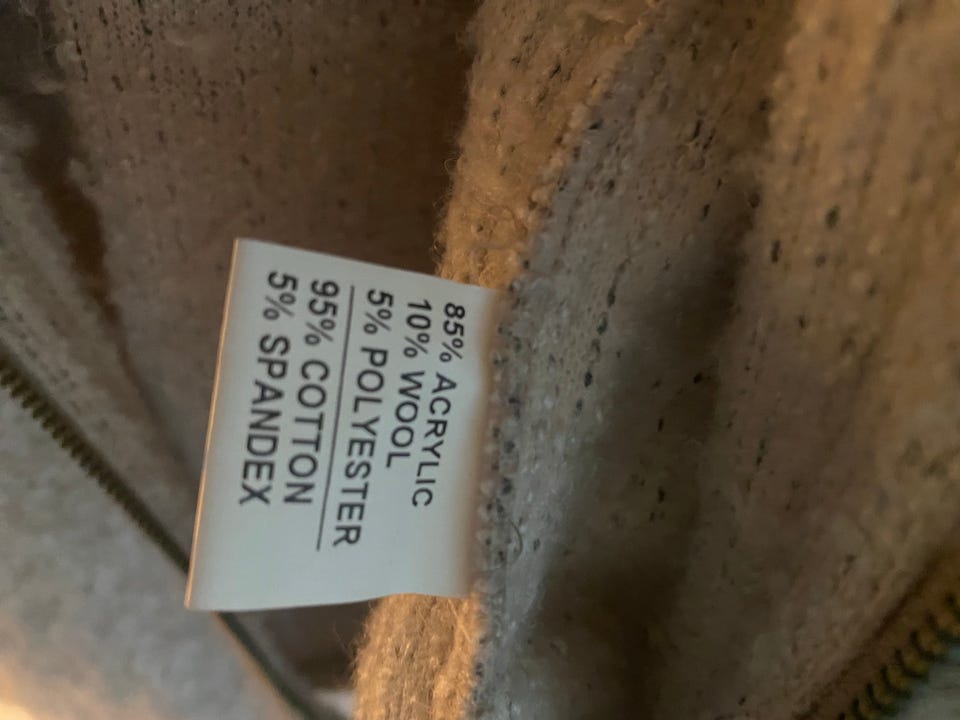 85% ACRYLIC
10% WOOL
5% POLYESTER
95% COTTON
5% SPANDEX